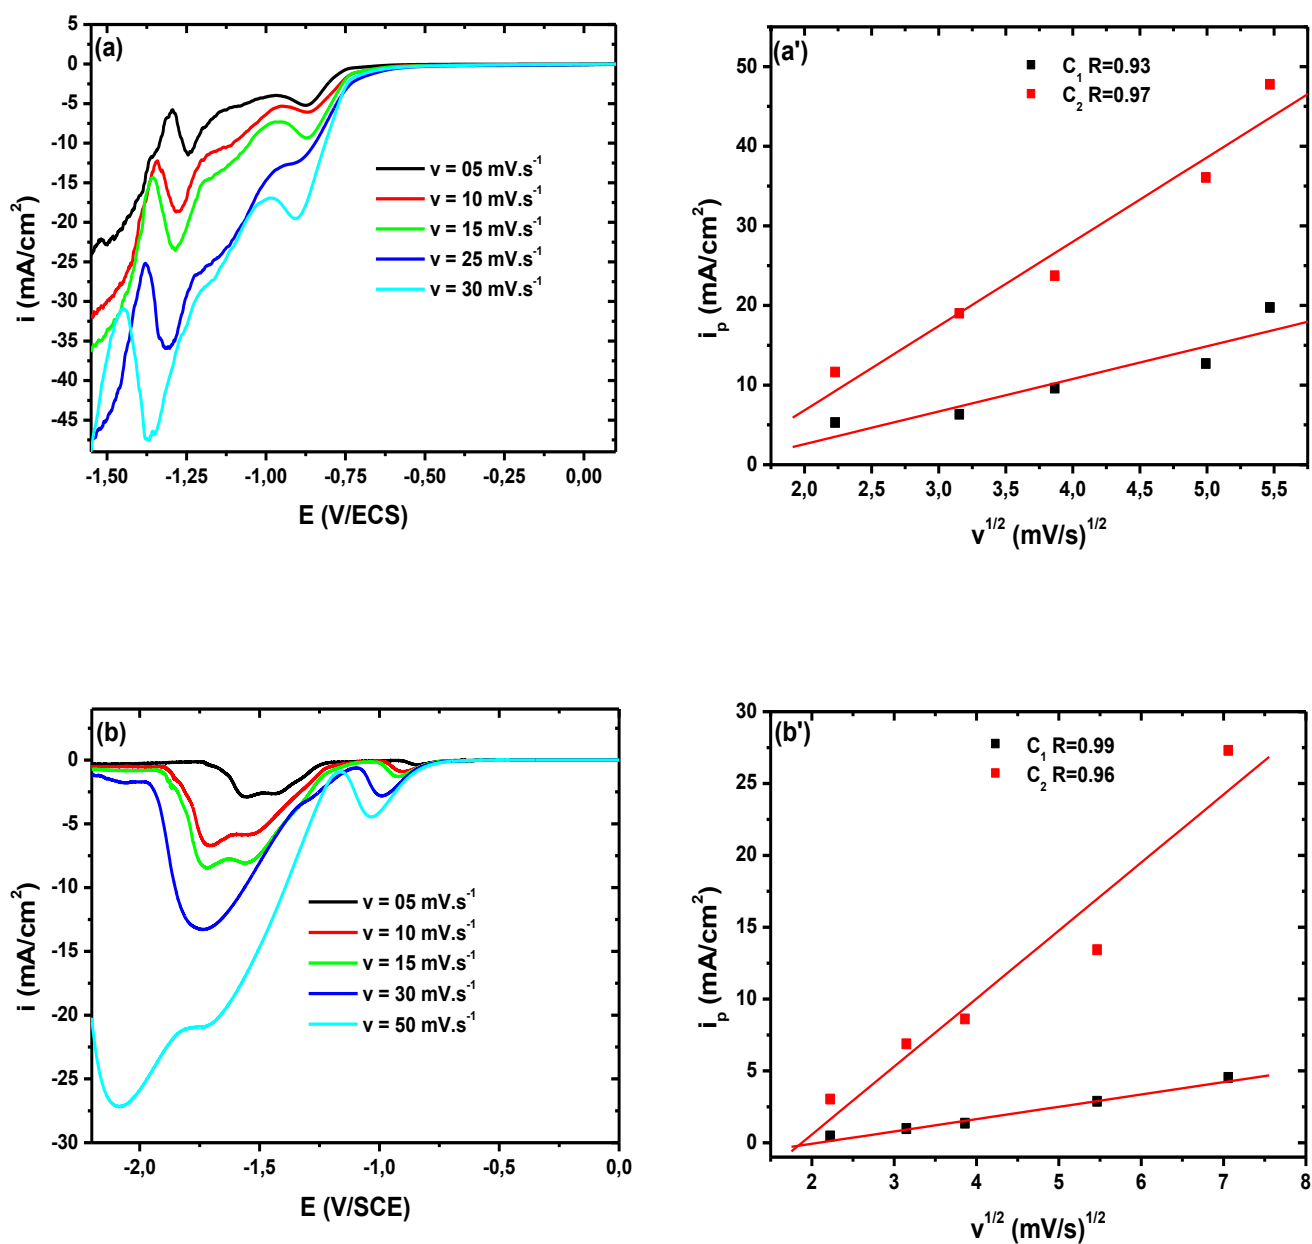 (a)
5
0
-5
-10
-15
-20
-25
-30
-35
-40
-45
i (mA/cm²)
v = 05 mV.s⁻¹
v = 10 mV.s⁻¹
v = 15 mV.s⁻¹
v = 25 mV.s⁻¹
v = 30 mV.s⁻¹
-1,50 -1,25 -1,00 -0,75 -0,50 -0,25 0,00
E (V/ECS)
(a')
C₁ R=0.93
C₂ R=0.97
50
40
30
20
10
0
iₚ (mA/cm²)
2,0 2,5 3,0 3,5 4,0 4,5 5,0 5,5
v^1/2 (mV/s)^1/2
(b)
0
-5
-10
-15
-20
-25
-30
i (mA/cm²)
v = 05 mV.s⁻¹
v = 10 mV.s⁻¹
v = 15 mV.s⁻¹
v = 30 mV.s⁻¹
v = 50 mV.s⁻¹
-2,0 -1,5 -1,0 -0,5 0,0
E (V/SCE)
(b')
C₁ R=0.99
C₂ R=0.96
30
25
20
15
10
5
0
iₚ (mA/cm²)
2 3 4 5 6 7 8
v^1/2 (mV/s)^1/2